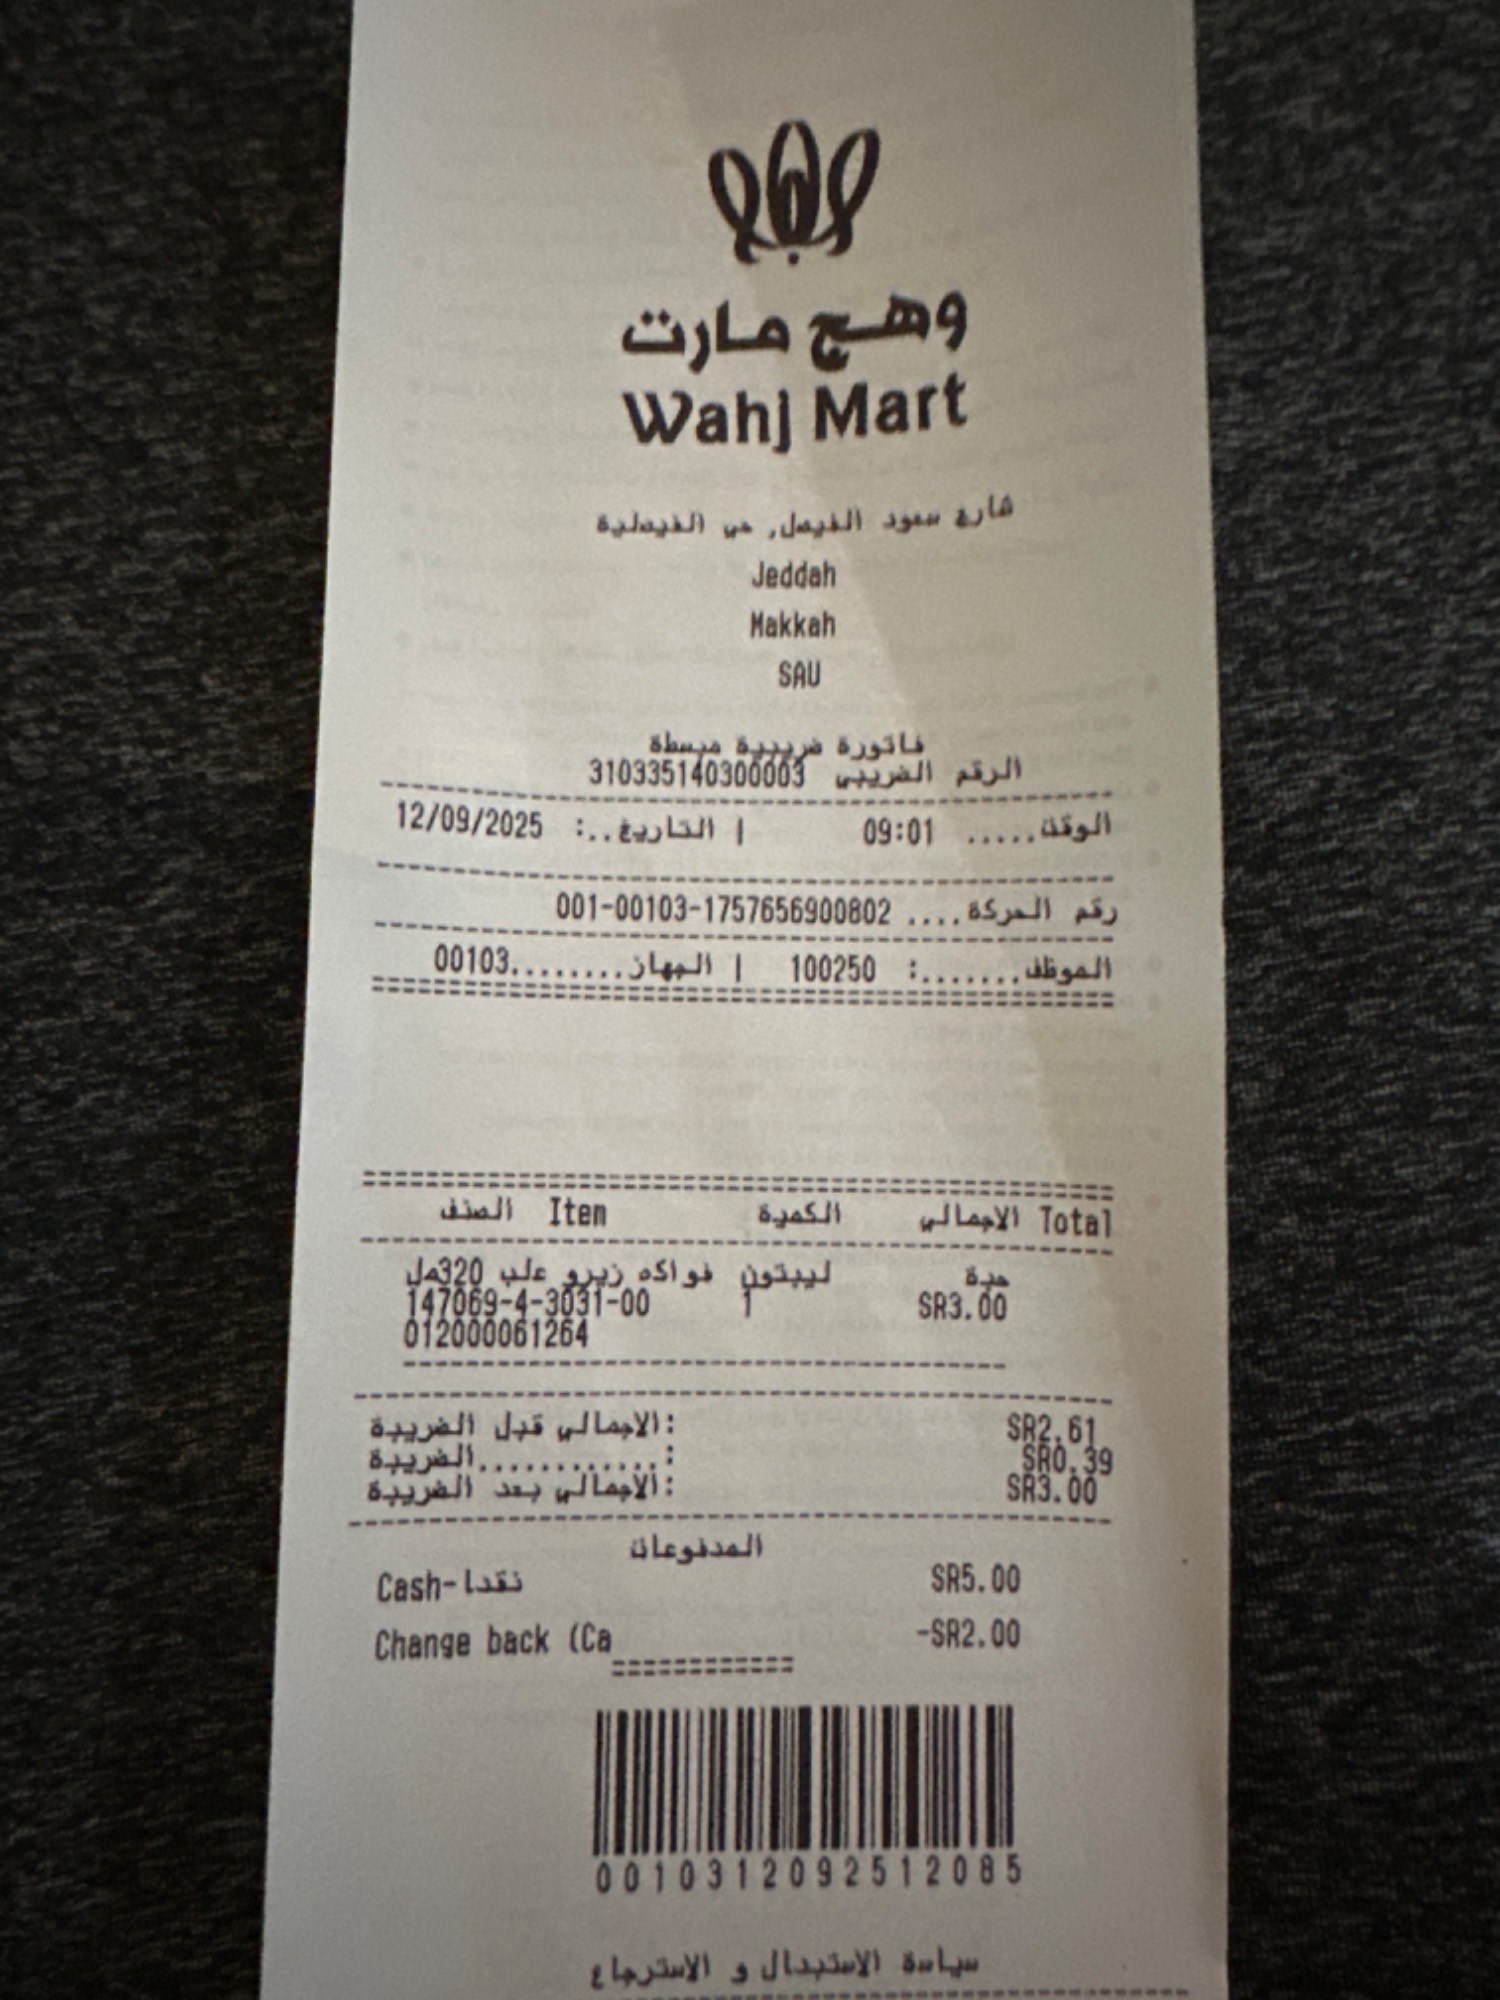 وهج مارت
Wahj Mart
شارع سعود الفيصل, حي الفيصلية
Jeddah
Makkah
SAU
فاتورة ضريبية مبسطة
الرقم الضريبي 310335140300003
الوقت..... 09:01 | التاريخ..: 12/09/2025
رقم الحركة.... 001-00103-1757656900802
الموظف.......: 100250 | الجهاز........00103
الصنف Item الكمية الاجمالي Total
ليبتون فواكه زيرو علب 320مل حبة
147069-4-3031-00 1 SR3.00
012000061264
الاجمالي قبل الضريبة: SR2.61
الضريبة............: SR0.39
الاجمالي بعد الضريبة: SR3.00
المدفوعات
Cash-نقدا SR5.00
Change back (Ca -SR2.00
0010312092512085
سياسة الاستبدال و الاسترجاع